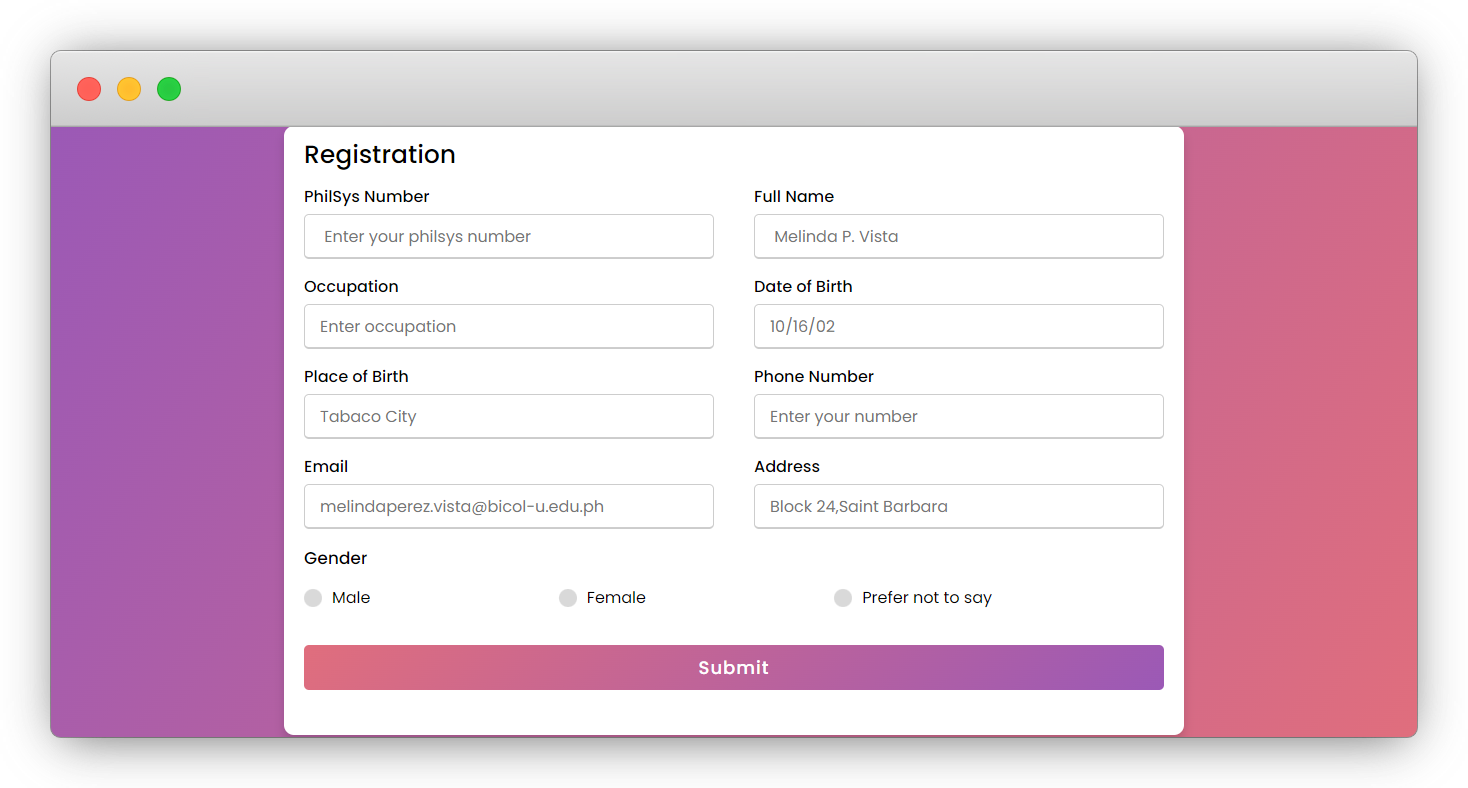 Registration
PhilSys Number
Full Name
Enter your philsys number
Melinda P. Vista
Occupation
Date of Birth
Enter occupation
10/16/02
Place of Birth
Phone Number
Tabaco City
Enter your number
Email
Address
melindaperez.vista@bicol-u.edu.ph
Block 24,Saint Barbara
Gender
Male
Female
Prefer not to say
Submit